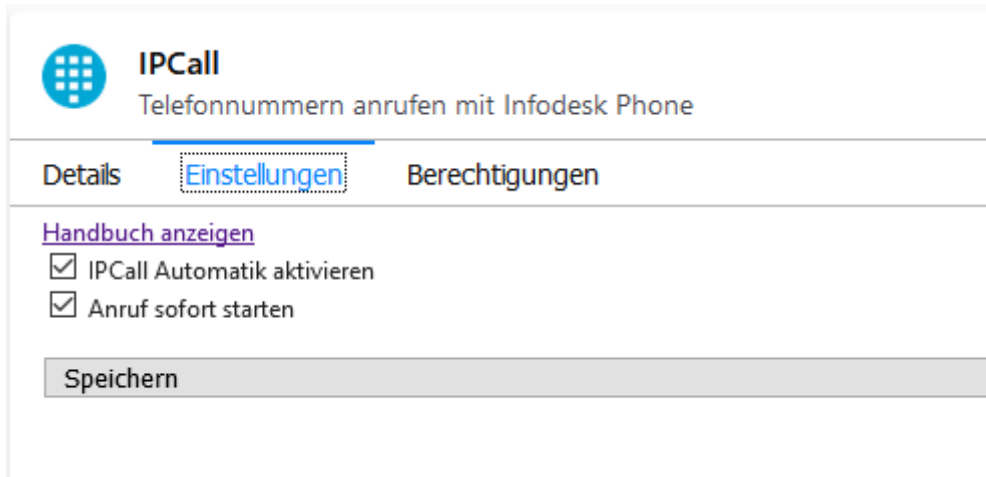 IPCall
Telefonnummern anrufen mit Infodesk Phone
Details Einstellungen Berechtigungen
Handbuch anzeigen
IPCall Automatik aktivieren
Anruf sofort starten
Speichern